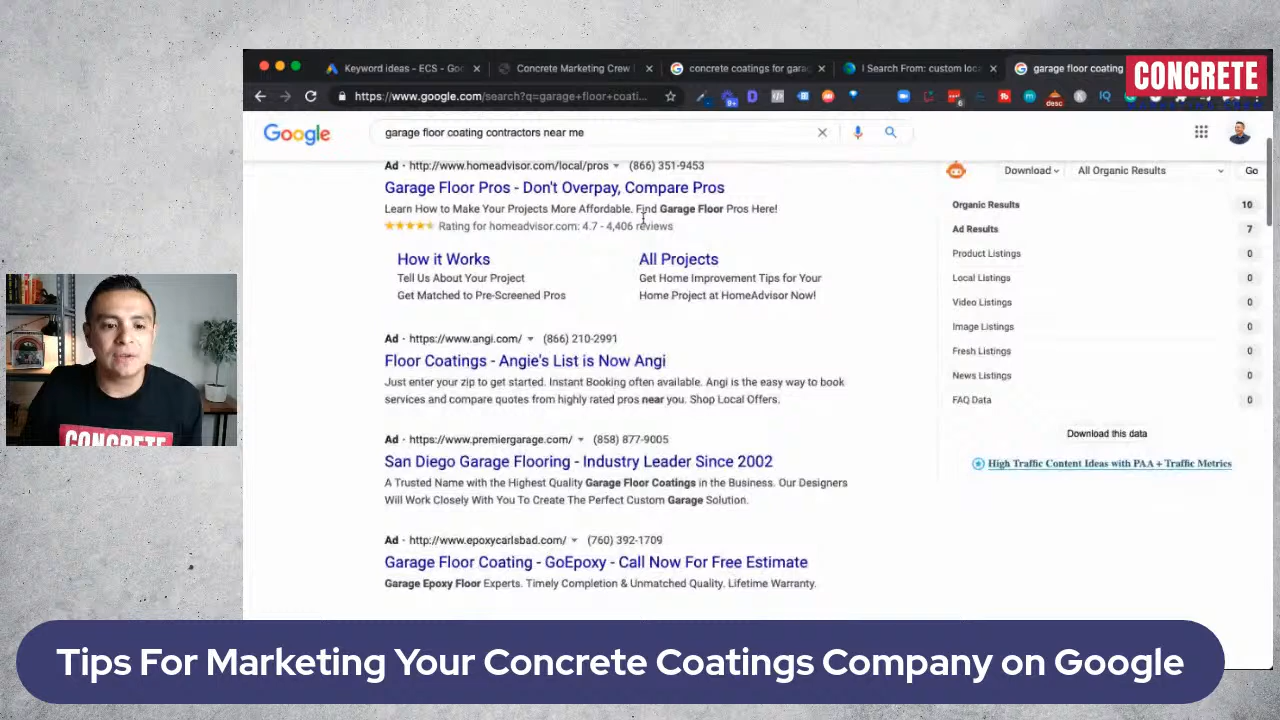 Keyword ideas - ECS - Goo
Concrete Marketing Crew
concrete coatings for garag
I Search From: custom loca
garage floor coating
CONCRETE
https://www.google.com/search?q=garage+floor+coati...
desc
IQ
Google
garage floor coating contractors near me
Ad · http://www.homeadvisor.com/local/pros (866) 351-9453
Garage Floor Pros - Don't Overpay, Compare Pros
Learn How to Make Your Projects More Affordable. Find Garage Floor Pros Here!
Rating for homeadvisor.com: 4.7 - 4,406 reviews
How it Works
Tell Us About Your Project
Get Matched to Pre-Screened Pros
All Projects
Get Home Improvement Tips for Your
Home Project at HomeAdvisor Now!
Ad · https://www.angi.com/ (866) 210-2991
Floor Coatings - Angie's List is Now Angi
Just enter your zip to get started. Instant Booking often available. Angi is the easy way to book
services and compare quotes from highly rated pros near you. Shop Local Offers.
Ad · https://www.premiergarage.com/ (858) 877-9005
San Diego Garage Flooring - Industry Leader Since 2002
A Trusted Name with the Highest Quality Garage Floor Coatings in the Business. Our Designers
Will Work Closely With You To Create The Perfect Custom Garage Solution.
Ad · http://www.epoxycarlsbad.com/ (760) 392-1709
Garage Floor Coating - GoEpoxy - Call Now For Free Estimate
Garage Epoxy Floor Experts. Timely Completion & Unmatched Quality. Lifetime Warranty.
Download All Organic Results Go
Organic Results 10
Ad Results 7
Product Listings 0
Local Listings 0
Video Listings 0
Image Listings 0
Fresh Listings 0
News Listings 0
FAQ Data 0
Download this data
High Traffic Content Ideas with PAA + Traffic Metrics
CONCRETE
Tips For Marketing Your Concrete Coatings Company on Google